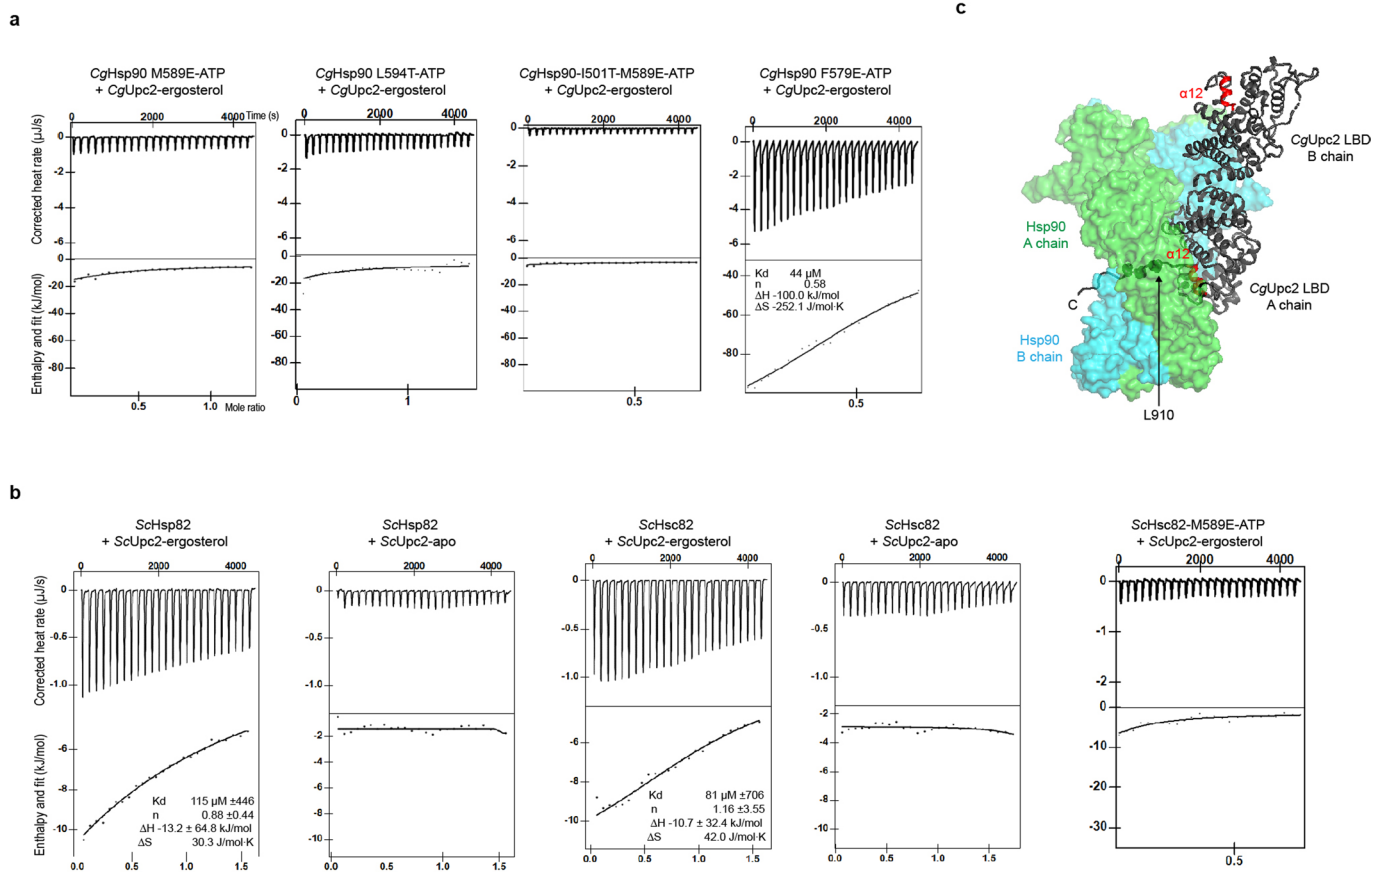 a
CgHsp90 M589E-ATP
+ CgUpc2-ergosterol
0 2000 4000 Time (s)
Corrected heat rate (µJ/s)
0
-2
-4
-6
0
Enthalpy and fit (kJ/mol)
-20
-40
-60
-80
0.5 1.0 Mole ratio
CgHsp90 L594T-ATP
+ CgUpc2-ergosterol
0 2000 4000
0
-2
-4
-6
0
-20
-40
-60
-80
0 1
CgHsp90-I501T-M589E-ATP
+ CgUpc2-ergosterol
0 2000 4000
0
-2
-4
-6
0
-20
-40
-60
-80
0.5
CgHsp90 F579E-ATP
+ CgUpc2-ergosterol
0 2000 4000
0
-2
-4
-6
-40
-80
Kd 44 µM
n 0.58
ΔH -100.0 kJ/mol
ΔS -252.1 J/mol·K
0.5
c
α12
CgUpc2 LBD
B chain
Hsp90
A chain
α12
CgUpc2 LBD
A chain
C
Hsp90
B chain
L910
b
ScHsp82
+ ScUpc2-ergosterol
0 2000 4000
Corrected heat rate (µJ/s)
0
-0.5
-1.0
Enthalpy and fit (kJ/mol)
-6
-8
-10
Kd 115 µM ±446
n 0.88 ±0.44
ΔH -13.2 ± 64.8 kJ/mol
ΔS 30.3 J/mol·K
0.0 0.5 1.0 1.5
ScHsp82
+ ScUpc2-apo
0 2000 4000
0
-0.5
-1.0
-2
-4
-6
-8
-10
0.0 0.5 1.0 1.5
ScHsc82
+ ScUpc2-ergosterol
0 2000 4000
0
-0.5
-1.0
-6
-8
-10
Kd 81 µM ±706
n 1.16 ±3.55
ΔH -10.7 ± 32.4 kJ/mol
ΔS 42.0 J/mol·K
0.0 0.5 1.0 1.5
ScHsc82
+ ScUpc2-apo
0 2000 4000
0
-0.5
-1.0
-2
-4
-6
-8
-10
0.0 0.5 1.0 1.5
ScHsc82-M589E-ATP
+ ScUpc2-ergosterol
0 2000 4000
0
-1
-2
0
-10
-20
-30
0.5